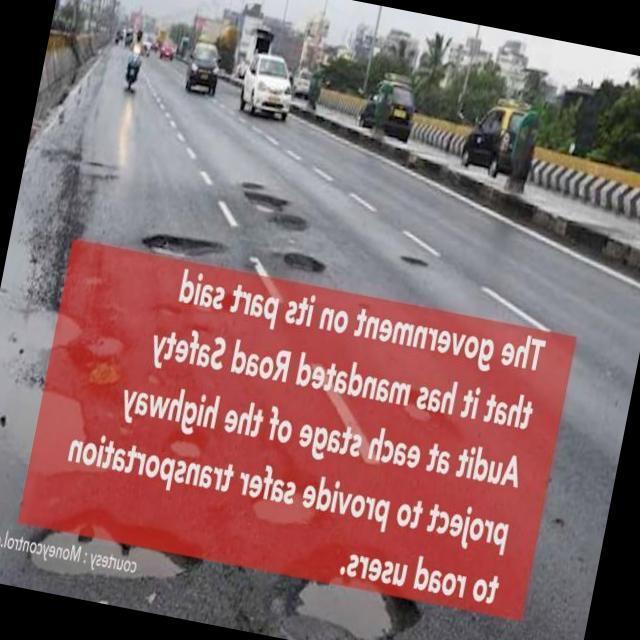 The government on its part said
that it has mandated Road Safety
Audit at each stage of the highway
project to provide safer transportation
to road users.
courtesy : Moneycontrol.c